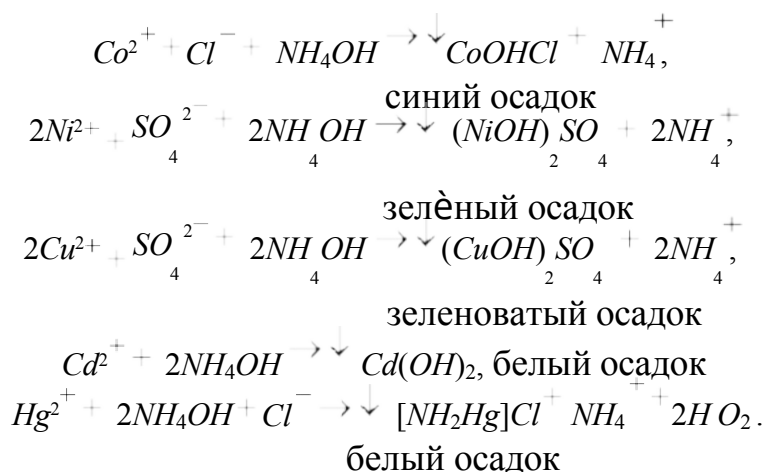 Co²⁺ + Cl⁻ + NH₄OH → ↓ CoOHCl + NH₄⁺,
синий осадок
2Ni²⁺ + SO₄²⁻ + 2NH₄OH → ↓ (NiOH)₂SO₄ + 2NH₄⁺,
зелѐный осадок
2Cu²⁺ + SO₄²⁻ + 2NH₄OH → ↓ (CuOH)₂SO₄ + 2NH₄⁺,
зеленоватый осадок
Cd²⁺ + 2NH₄OH → ↓ Cd(OH)₂, белый осадок
Hg²⁺ + 2NH₄OH + Cl⁻ → ↓ [NH₂Hg]Cl + NH₄⁺ + 2H O₂.
белый осадок